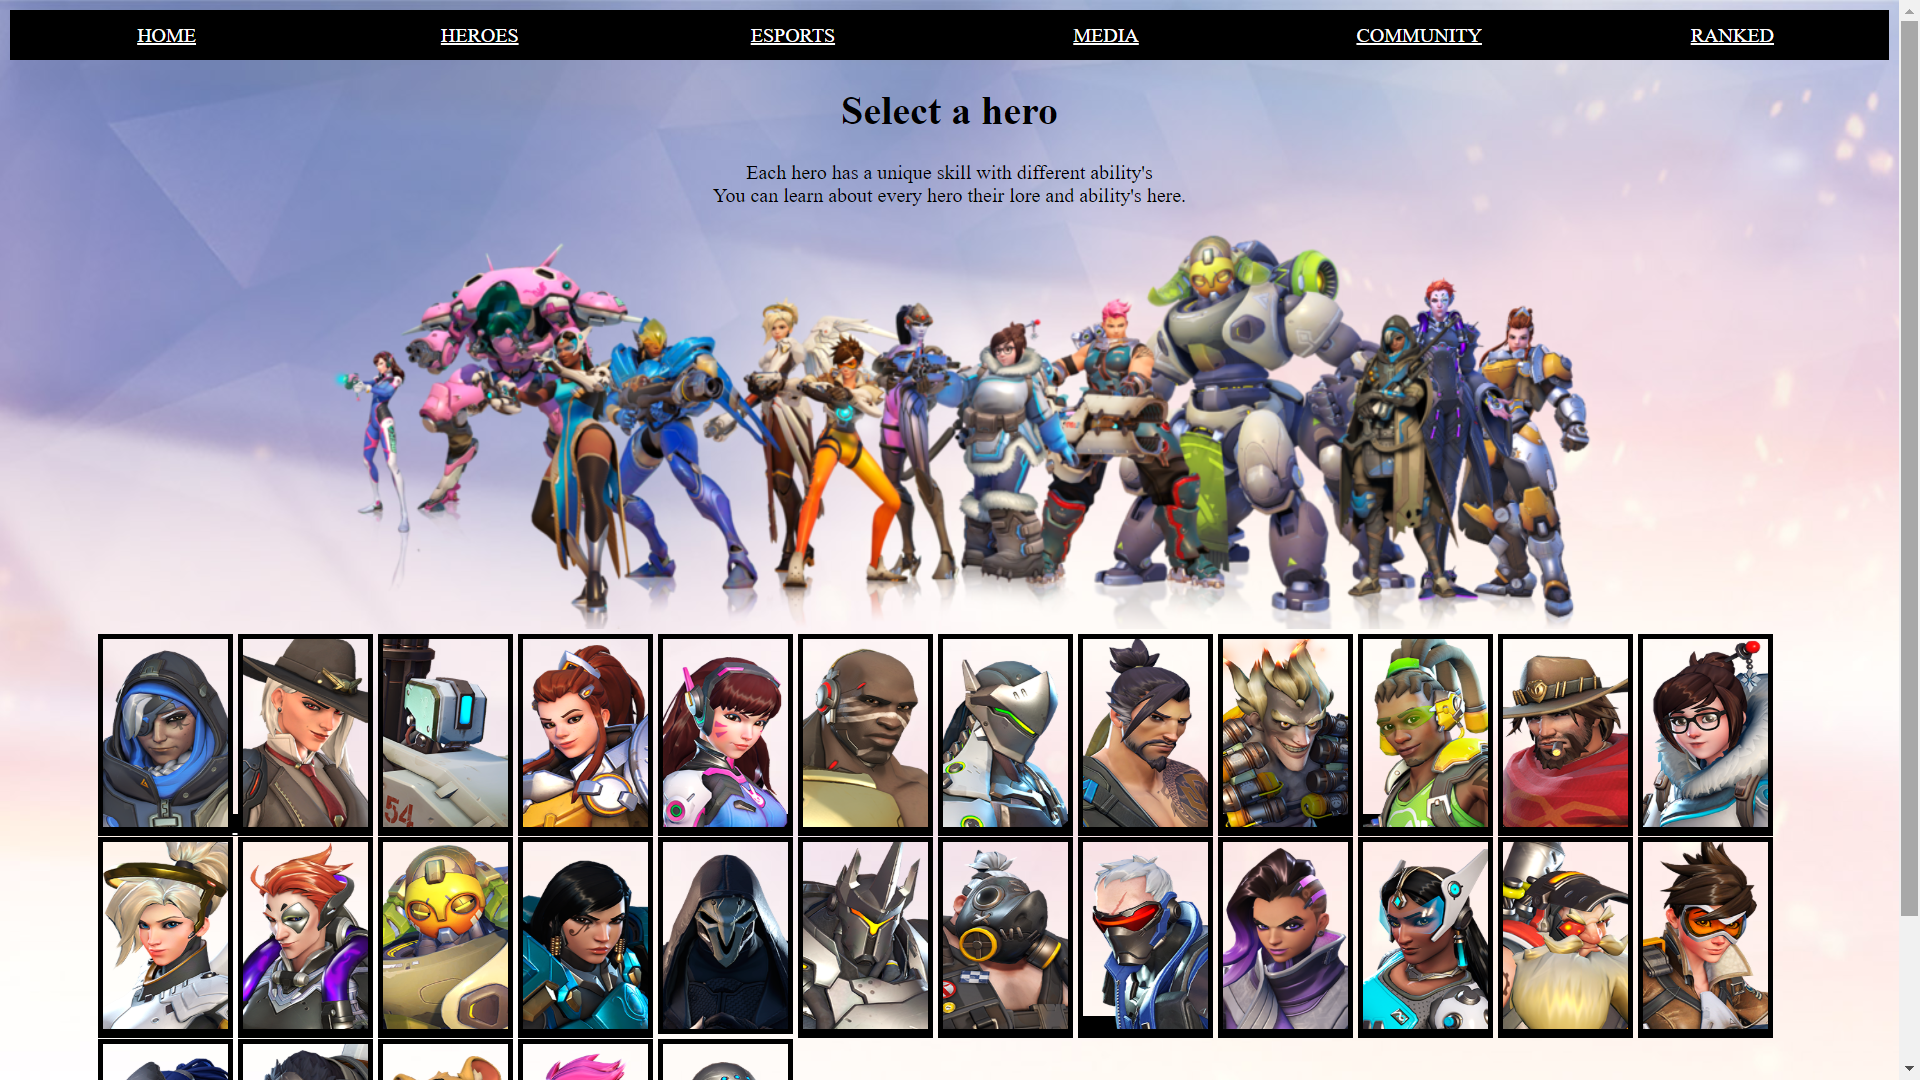 HOME HEROES ESPORTS MEDIA COMMUNITY RANKED
Select a hero
Each hero has a unique skill with different ability's
You can learn about every hero their lore and ability's here.
54